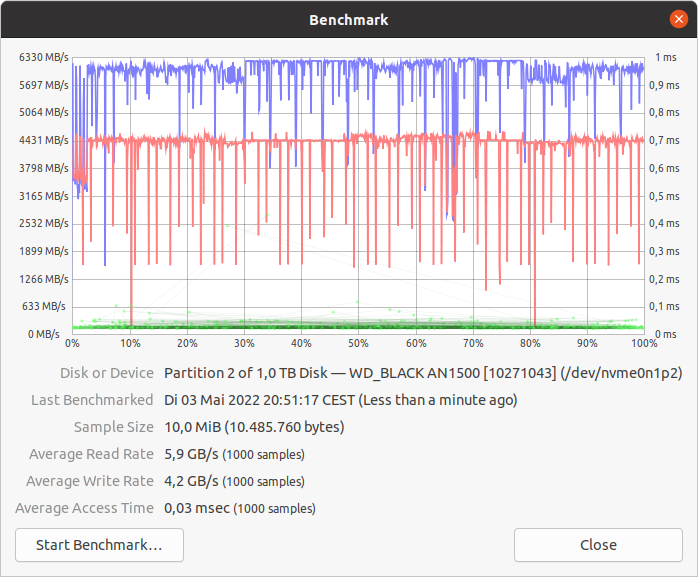 Benchmark
6330 MB/s
5697 MB/s
5064 MB/s
4431 MB/s
3798 MB/s
3165 MB/s
2532 MB/s
1899 MB/s
1266 MB/s
633 MB/s
0 MB/s
1 ms
0,9 ms
0,8 ms
0,7 ms
0,6 ms
0,5 ms
0,4 ms
0,3 ms
0,2 ms
0,1 ms
0 ms
0% 10% 20% 30% 40% 50% 60% 70% 80% 90% 100%
Disk or Device Partition 2 of 1,0 TB Disk — WD_BLACK AN1500 [10271043] (/dev/nvme0n1p2)
Last Benchmarked Di 03 Mai 2022 20:51:17 CEST (Less than a minute ago)
Sample Size 10,0 MiB (10.485.760 bytes)
Average Read Rate 5,9 GB/s (1000 samples)
Average Write Rate 4,2 GB/s (1000 samples)
Average Access Time 0,03 msec (1000 samples)
Start Benchmark… Close